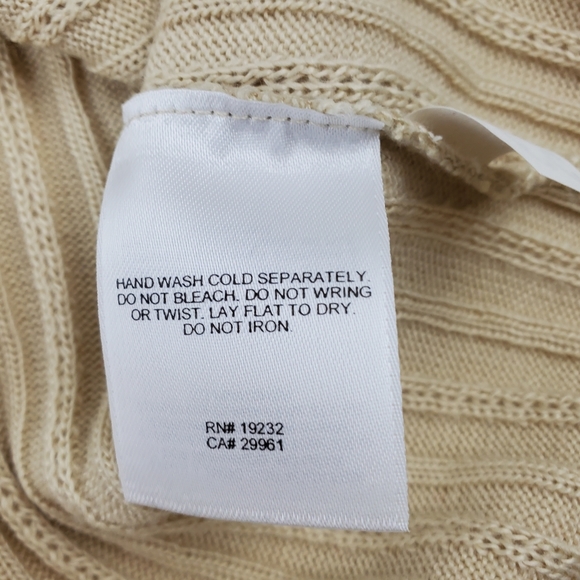 HAND WASH COLD SEPARATELY.
DO NOT BLEACH. DO NOT WRING
OR TWIST. LAY FLAT TO DRY.
DO NOT IRON.
RN# 19232
CA# 29961